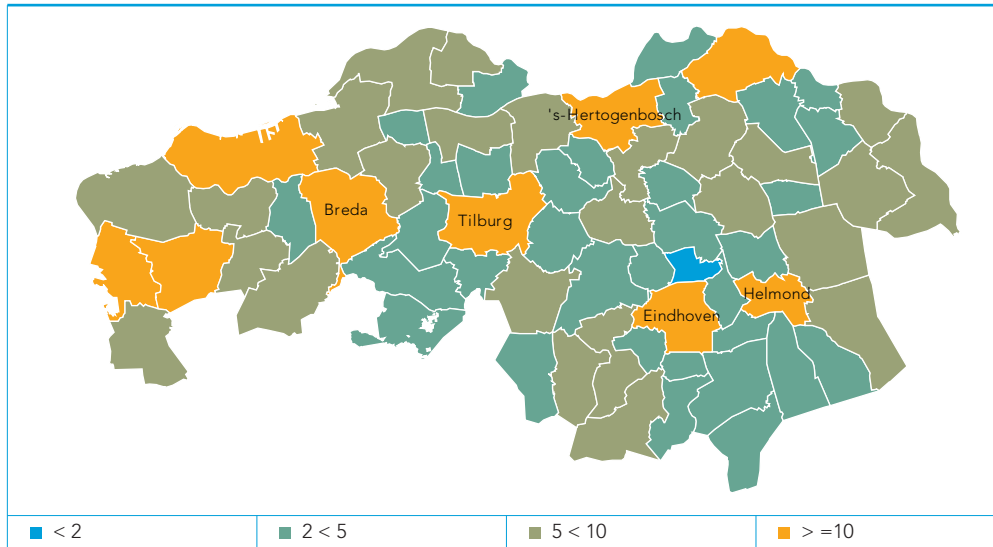 's-Hertogenbosch
Breda
Tilburg
Helmond
Eindhoven
< 2
2 < 5
5 < 10
> =10